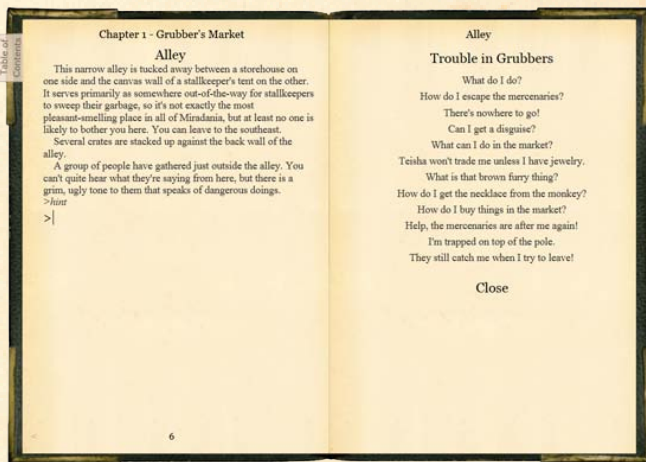 Table of
Contents
Chapter 1 - Grubber's Market
Alley
This narrow alley is tucked away between a storehouse on
one side and the canvas wall of a stallkeeper's tent on the other.
It serves primarily as somewhere out-of-the-way for stallkeepers
to sweep their garbage, so it's not exactly the most
pleasant-smelling place in all of Miradania, but at least no one is
likely to bother you here. You can leave to the southeast.
Several crates are stacked up against the back wall of the
alley.
A group of people have gathered just outside the alley. You
can't quite hear what they're saying from here, but there is a
grim, ugly tone to them that speaks of dangerous doings.
>hint
>
6
Alley
Trouble in Grubbers
What do I do?
How do I escape the mercenaries?
There's nowhere to go!
Can I get a disguise?
What can I do in the market?
Teisha won't trade me unless I have jewelry.
What is that brown furry thing?
How do I get the necklace from the monkey?
How do I buy things in the market?
Help, the mercenaries are after me again!
I'm trapped on top of the pole.
They still catch me when I try to leave!
Close